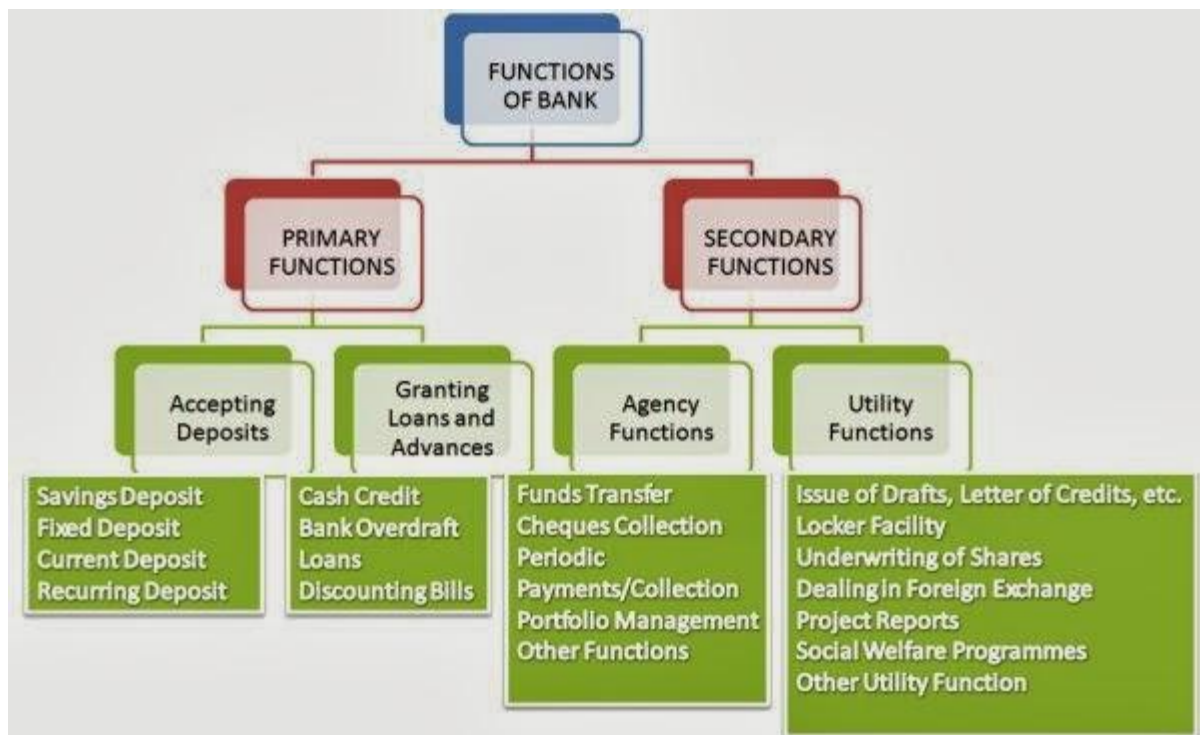 FUNCTIONS
OF BANK
PRIMARY
FUNCTIONS
SECONDARY
FUNCTIONS
Accepting
Deposits
Granting
Loans and
Advances
Agency
Functions
Utility
Functions
Savings Deposit
Fixed Deposit
Current Deposit
Recurring Deposit
Cash Credit
Bank Overdraft
Loans
Discounting Bills
Funds Transfer
Cheques Collection
Periodic
Payments/Collection
Portfolio Management
Other Functions
Issue of Drafts, Letter of Credits, etc.
Locker Facility
Underwriting of Shares
Dealing in Foreign Exchange
Project Reports
Social Welfare Programmes
Other Utility Function